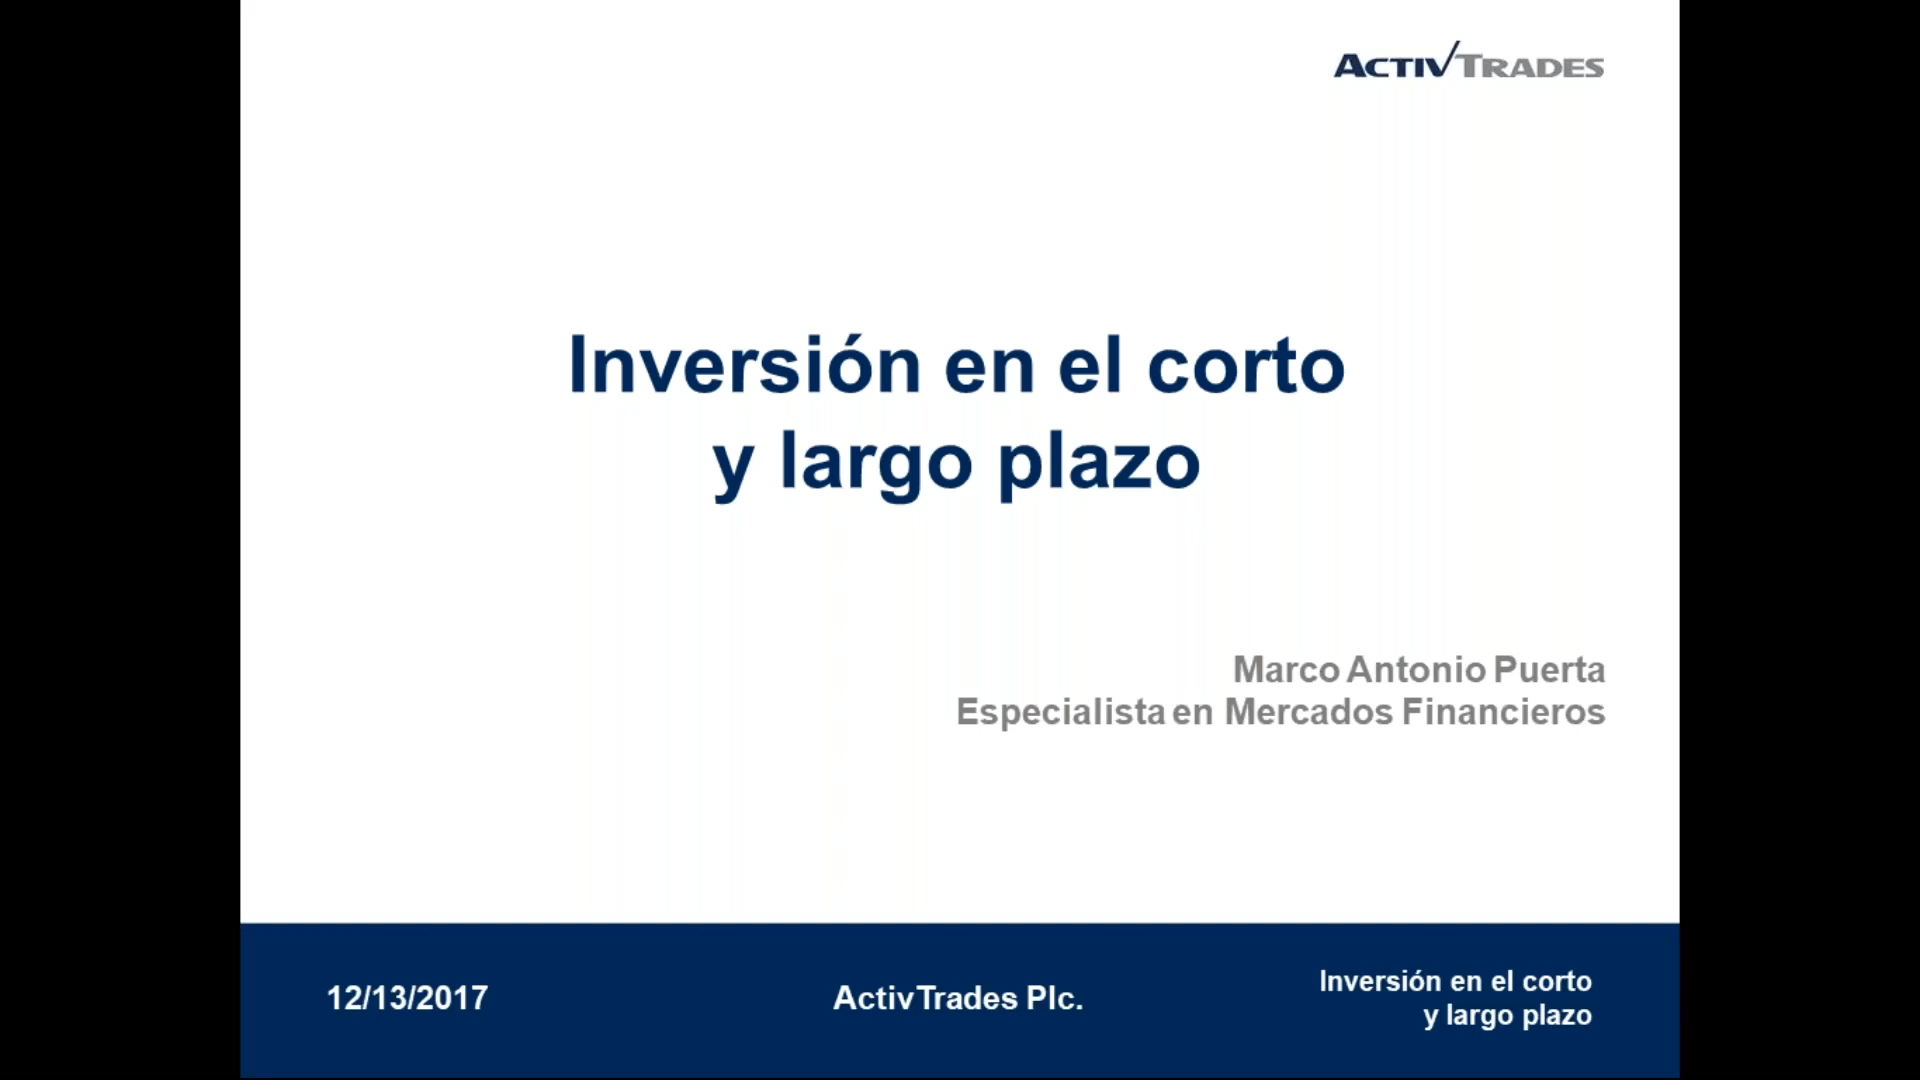 ACTIVTRADES
Inversión en el corto
y largo plazo
Marco Antonio Puerta
Especialista en Mercados Financieros
12/13/2017
ActivTrades Plc.
Inversión en el corto
y largo plazo